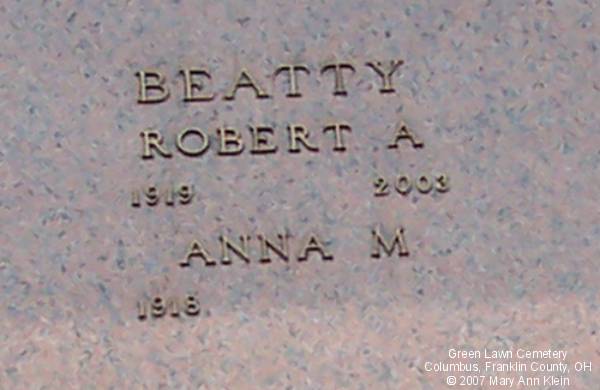 BEATTY
ROBERT A
1919 2003
ANNA M
1918
Green Lawn Cemetery
Columbus, Franklin County, OH
© 2007 Mary Ann Klein